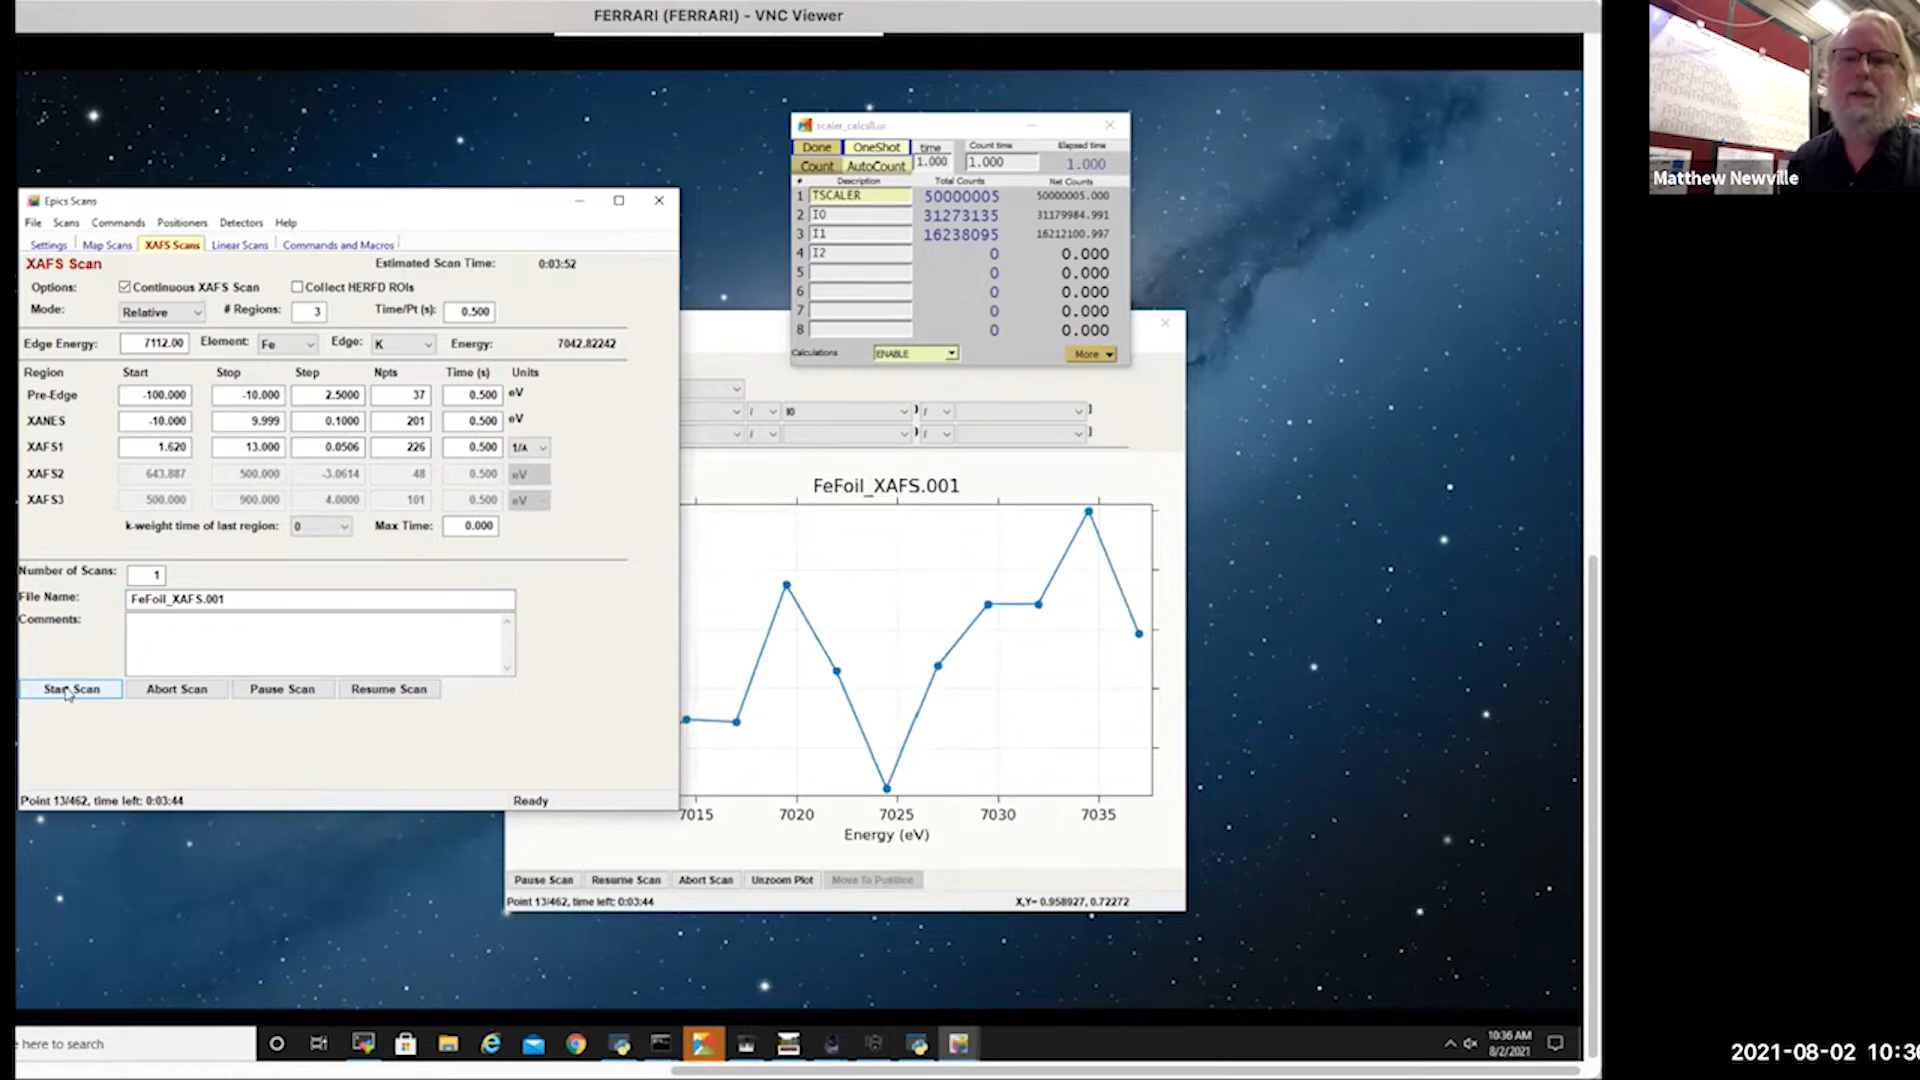 FERRARI (FERRARI) - VNC Viewer
Matthew Newville
Done OneShot time Count time Elapsed time
Count AutoCount 1.000 1.000 1.000
# Description Total Counts Net Counts
1 TSCALER 50000005 50000005.000
2 I0 31273135 31179984.991
3 I1 16238095 16212100.997
4 I2 0 0.000
5 0 0.000
6 0 0.000
7 0 0.000
8 0 0.000
Calculations ENABLE More
Epics Scans
File Scans Commands Positioners Detectors Help
Settings Map Scans XAFS Scans Linear Scans Commands and Macros
XAFS Scan Estimated Scan Time: 0:03:52
Options: Continuous XAFS Scan Collect HERFD ROIs
Mode: Relative # Regions: 3 Time/Pt (s): 0.500
Edge Energy: 7112.00 Element: Fe Edge: K Energy: 7042.82242
Region Start Stop Step Npts Time (s) Units
Pre-Edge -100.000 -10.000 2.5000 37 0.500 eV
XANES -10.000 9.999 0.1000 201 0.500 eV
XAFS1 1.620 13.000 0.0506 226 0.500 1/Å
XAFS2 643.887 500.000 -3.0614 48 0.500 eV
XAFS3 500.000 900.000 4.0000 101 0.500 eV
k-weight time of last region: 0 Max Time: 0.000
Number of Scans: 1
File Name: FeFoil_XAFS.001
Comments:
Start Scan Abort Scan Pause Scan Resume Scan
Point 13/462, time left: 0:03:44 Ready
/ I0 ) /
/ ) /
FeFoil_XAFS.001
7015 7020 7025 7030 7035
Energy (eV)
Pause Scan Resume Scan Abort Scan Unzoom Plot Move To Position
Point 13/462, time left: 0:03:44 X,Y= 0.958927, 0.72272
here to search
10:36 AM
8/2/2021
2021-08-02 10:36